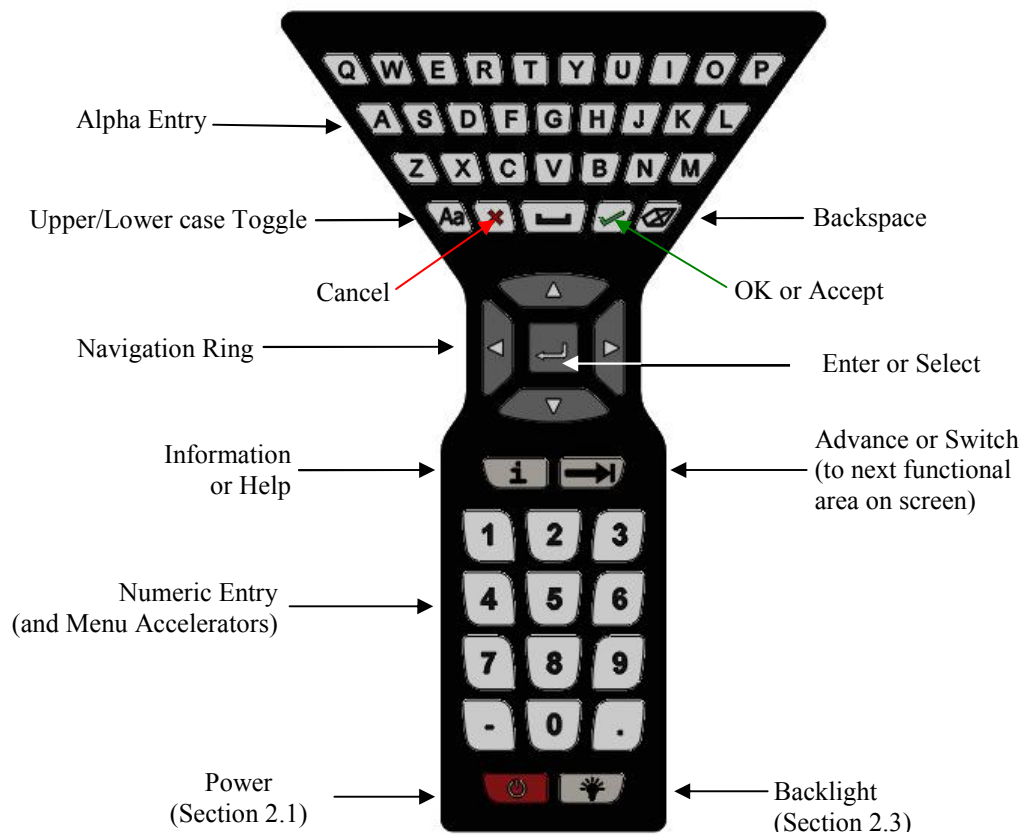 Q W E R T Y U I O P
Alpha Entry
A S D F G H J K L
Z X C V B N M
Upper/Lower case Toggle
Aa
Backspace
Cancel
OK or Accept
Navigation Ring
Enter or Select
Information
or Help
i
Advance or Switch
(to next functional
area on screen)
1 2 3
Numeric Entry
(and Menu Accelerators)
4 5 6
7 8 9
- 0 .
Power
(Section 2.1)
Backlight
(Section 2.3)